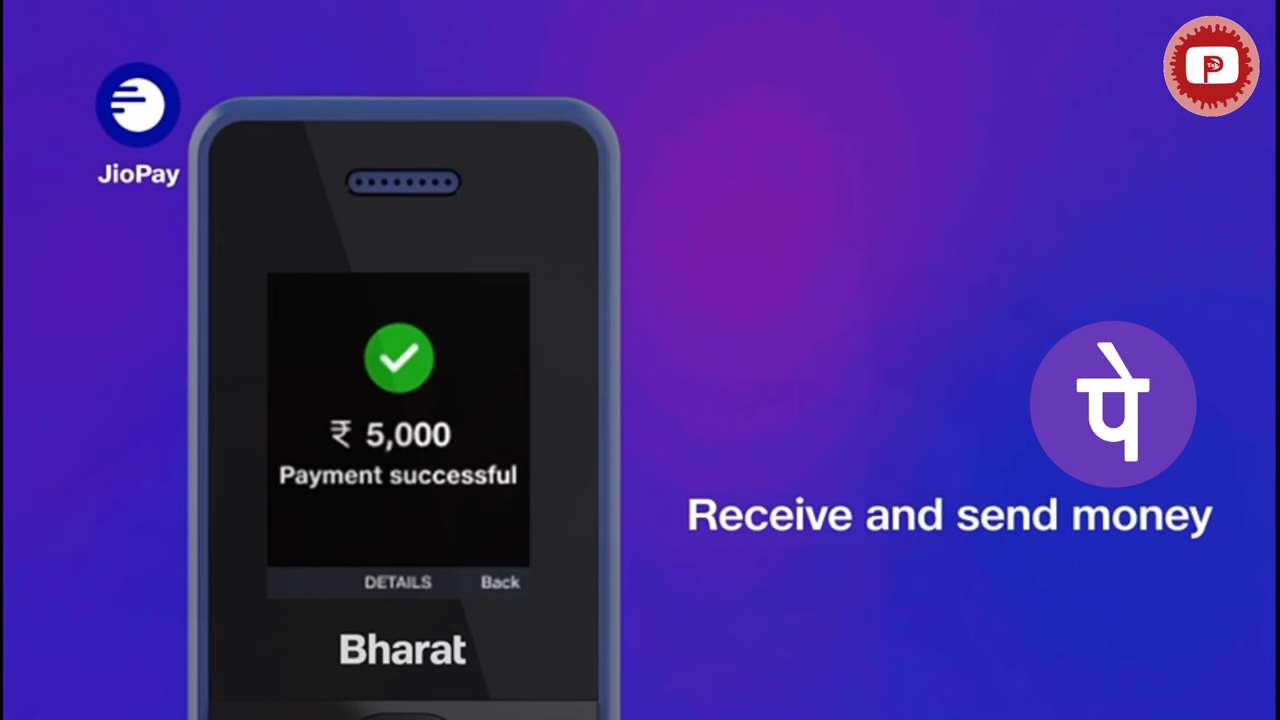 JioPay
₹ 5,000
Payment successful
DETAILS Back
Bharat
पे
Receive and send money